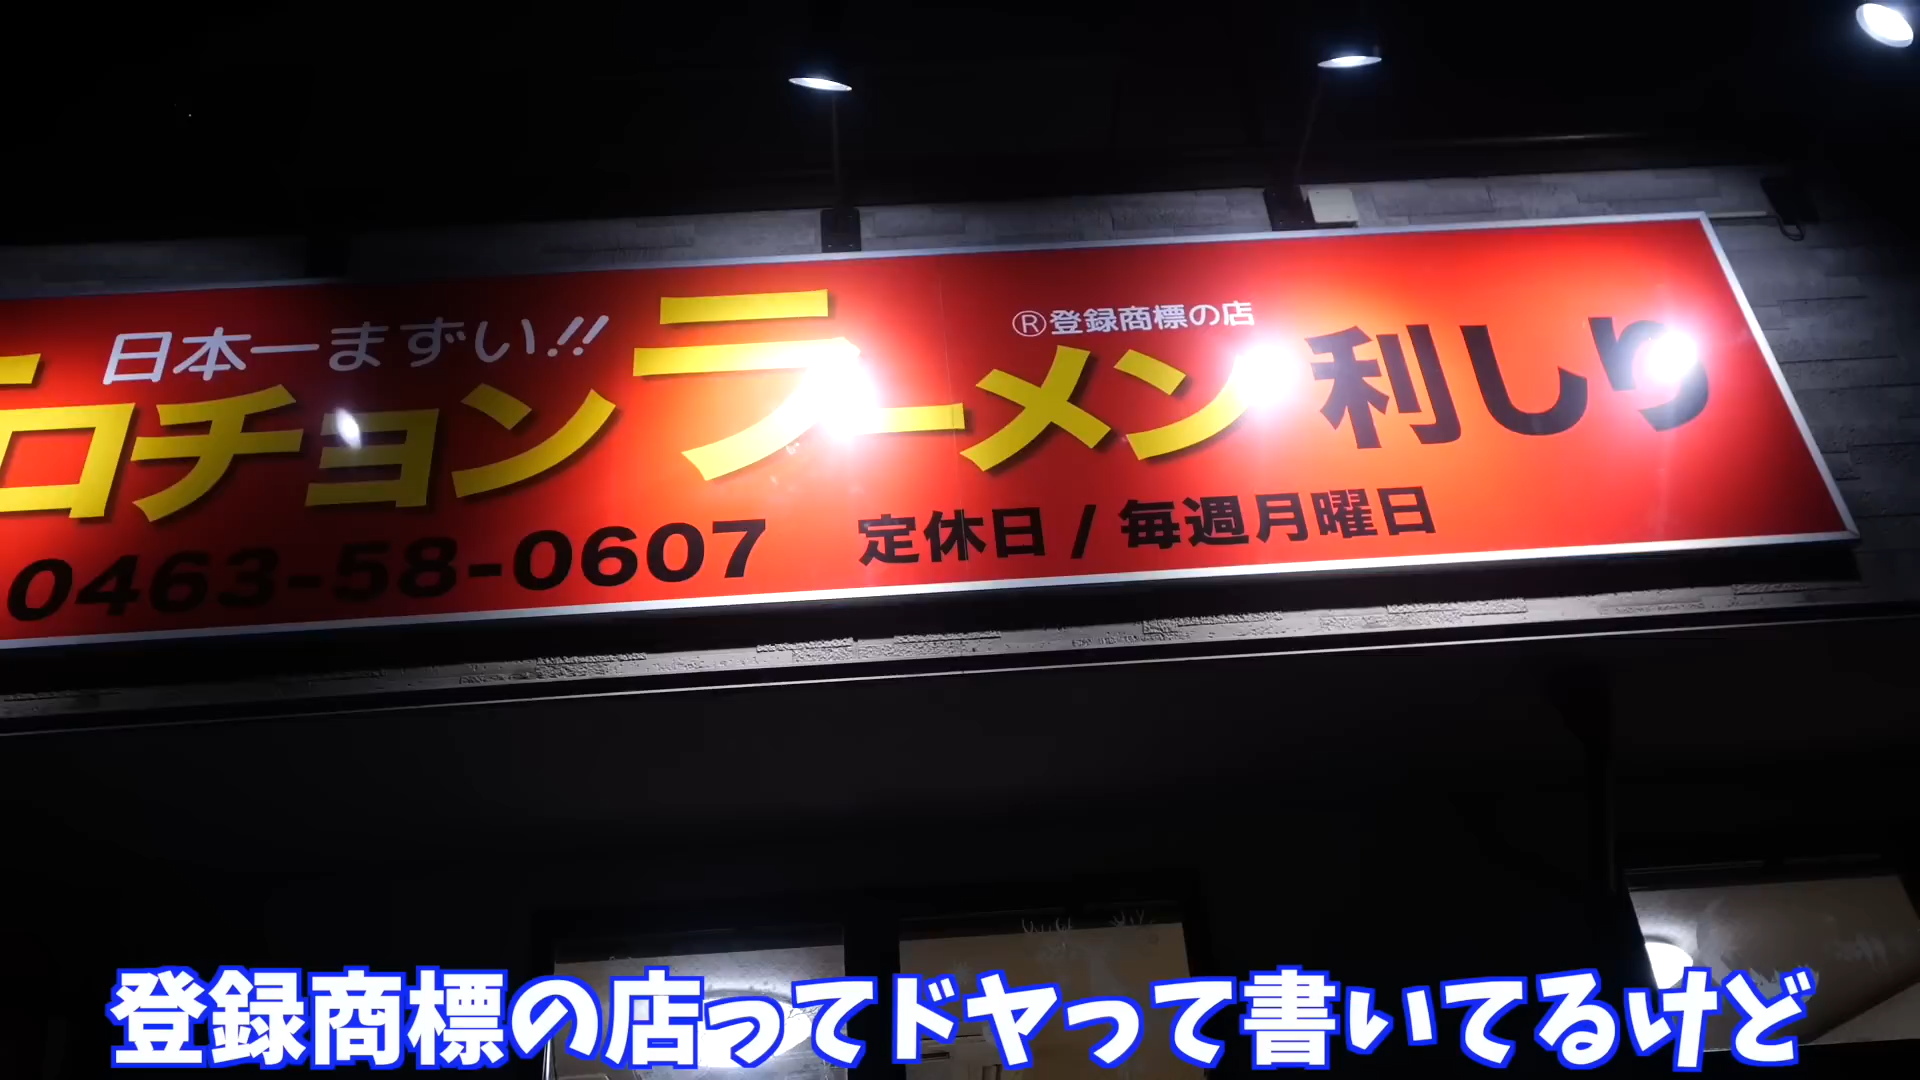 日本一まずい!!
ロチョンラーメン 利しり
Ⓡ登録商標の店
0463-58-0607 定休日/毎週月曜日
登録商標の店ってドヤって書いてるけど